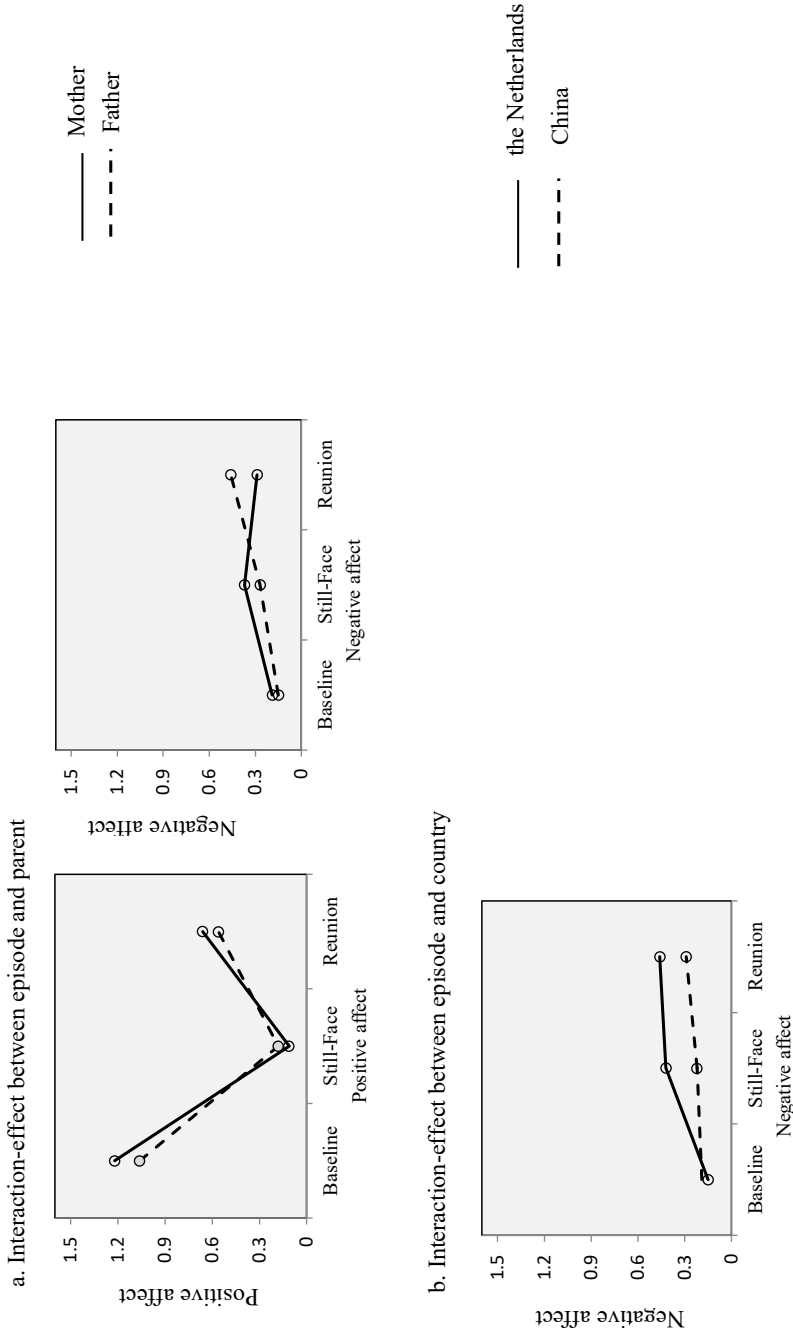 a. Interaction-effect between episode and parent
Positive affect
1.5
1.2
0.9
0.6
0.3
0
Baseline
Still-Face
Reunion
Positive affect
Negative affect
1.5
1.2
0.9
0.6
0.3
0
Baseline
Still-Face
Reunion
Negative affect
Mother
Father
b. Interaction-effect between episode and country
Negative affect
1.5
1.2
0.9
0.6
0.3
0
Baseline
Still-Face
Reunion
Negative affect
the Netherlands
China